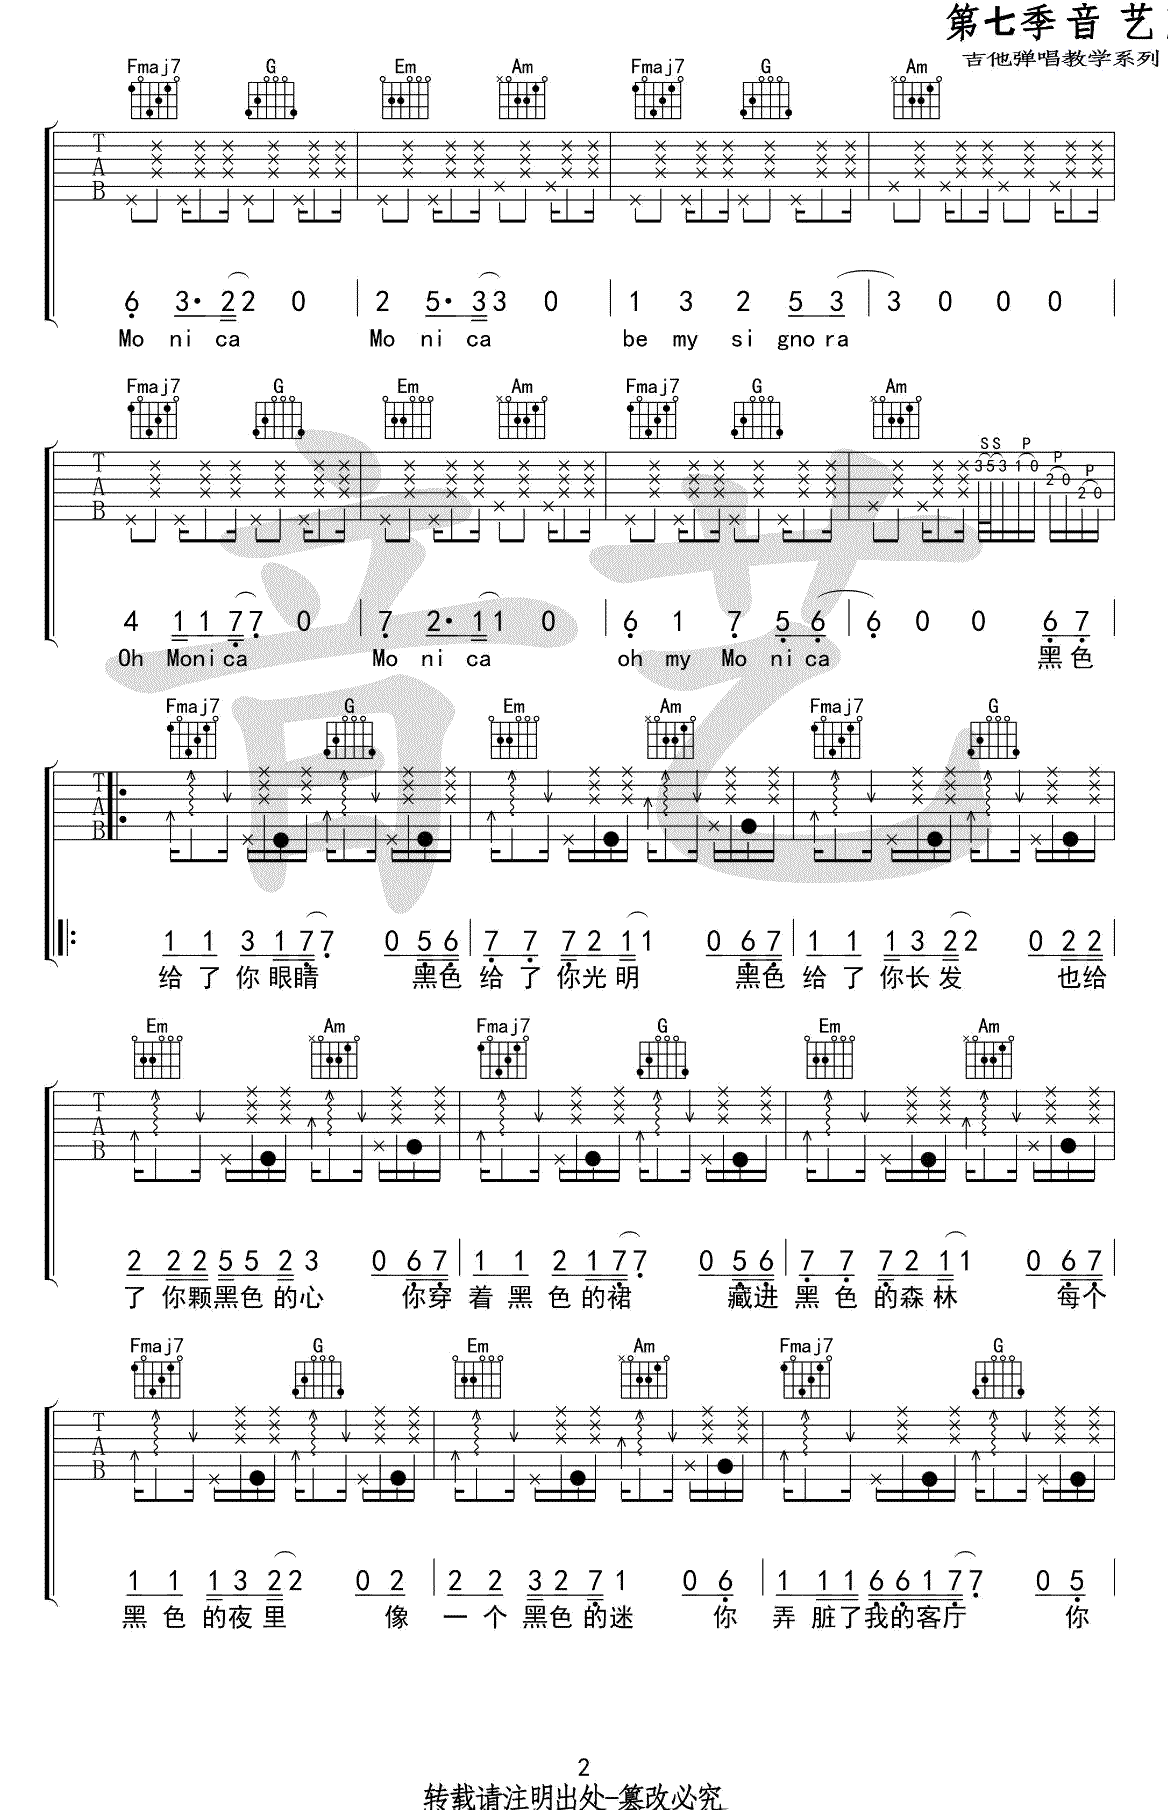 第七季音 艺
吉他弹唱教学系列
Fmaj7 G Em Am Fmaj7 G Am
T
A
B
6 3· 2 2 0 2 5· 3 3 0 1 3 2 5 3 3 0 0 0
Mo ni ca Mo ni ca be my si gno ra
Fmaj7 G Em Am Fmaj7 G Am
S S P P P
T
A
B
3 5 3 1 0 2 0 2 0
4 1 1 7 7 0 7 2· 1 1 0 6 1 7 5 6 6 0 0 6 7
Oh Moni ca Mo ni ca oh my Mo ni ca 黑 色
音艺
Fmaj7 G Em Am Fmaj7 G
T
A
B
1 1 3 1 7 7 0 5 6 7 7 7 2 1 1 0 6 7 1 1 1 3 2 2 0 2 2
给 了 你 眼 睛 黑色 给 了 你光 明 黑色 给 了 你长 发 也给
Em Am Fmaj7 G Em Am
T
A
B
2 2 2 5 5 2 3 0 6 7 1 1 2 1 7 7 0 5 6 7 7 7 2 1 1 0 6 7
了 你颗黑色 的心 你穿 着 黑 色 的裙 藏进 黑 色 的森 林 每个
Fmaj7 G Em Am Fmaj7 G
T
A
B
1 1 1 3 2 2 0 2 2 2 3 2 7 1 0 6 1 1 1 6 6 1 7 7 0 5
黑 色 的夜 里 像 一 个 黑色 的迷 你 弄 脏了我的客厅 你
2
转载请注明出处-篡改必究